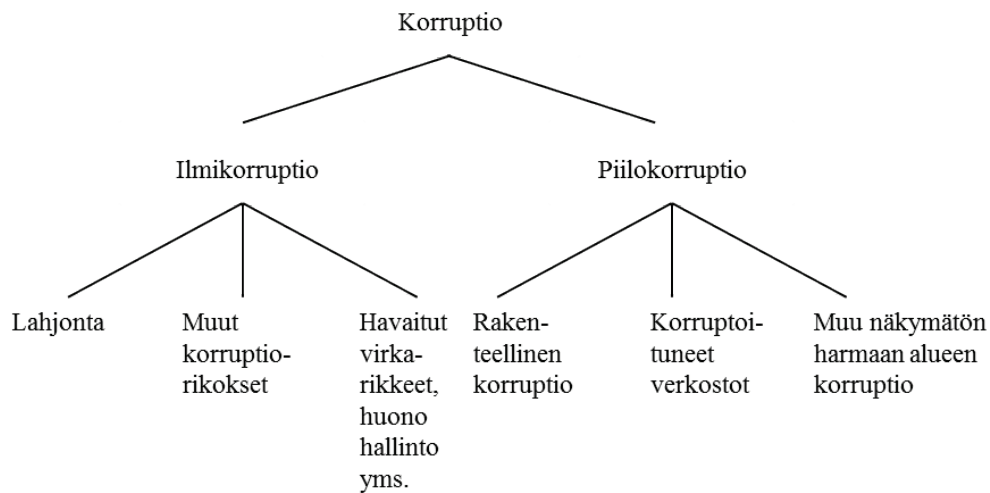 Korruptio
Ilmikorruptio
Piilokorruptio
Lahjonta
Muut
korruptio-
rikokset
Havaitut
virka-
rikkeet,
huono
hallinto
yms.
Raken-
teellinen
korruptio
Korruptoi-
tuneet
verkostot
Muu näkymätön
harmaan alueen
korruptio